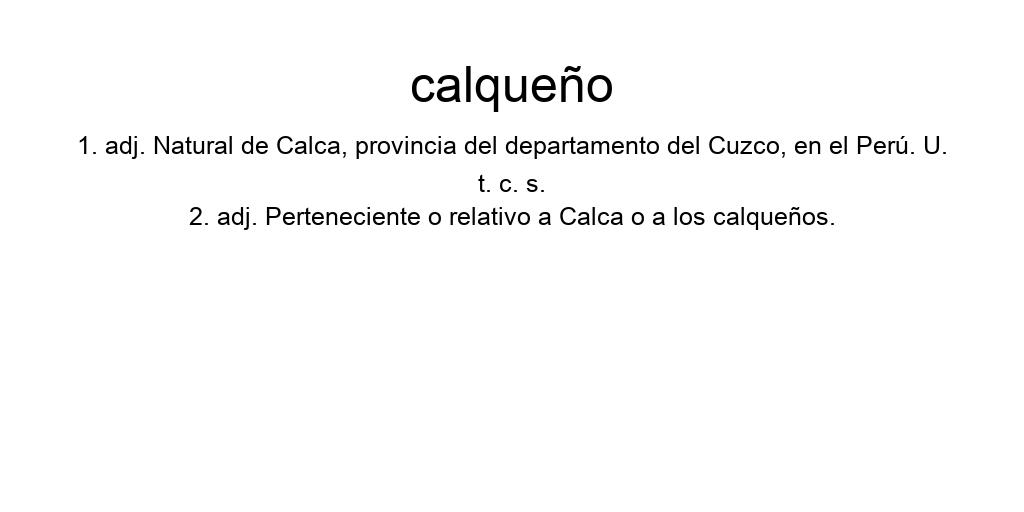 calqueño
1. adj. Natural de Calca, provincia del departamento del Cuzco, en el Perú. U.
t. c. s.
2. adj. Perteneciente o relativo a Calca o a los calqueños.